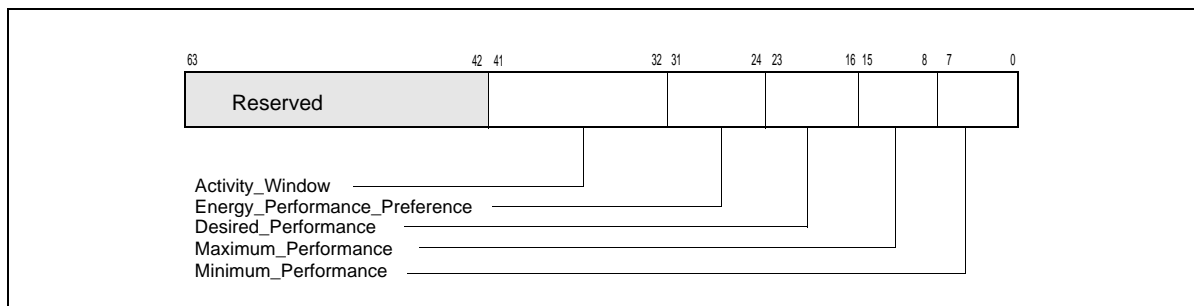 63 42 41 32 31 24 23 16 15 8 7 0
Reserved
Activity_Window
Energy_Performance_Preference
Desired_Performance
Maximum_Performance
Minimum_Performance